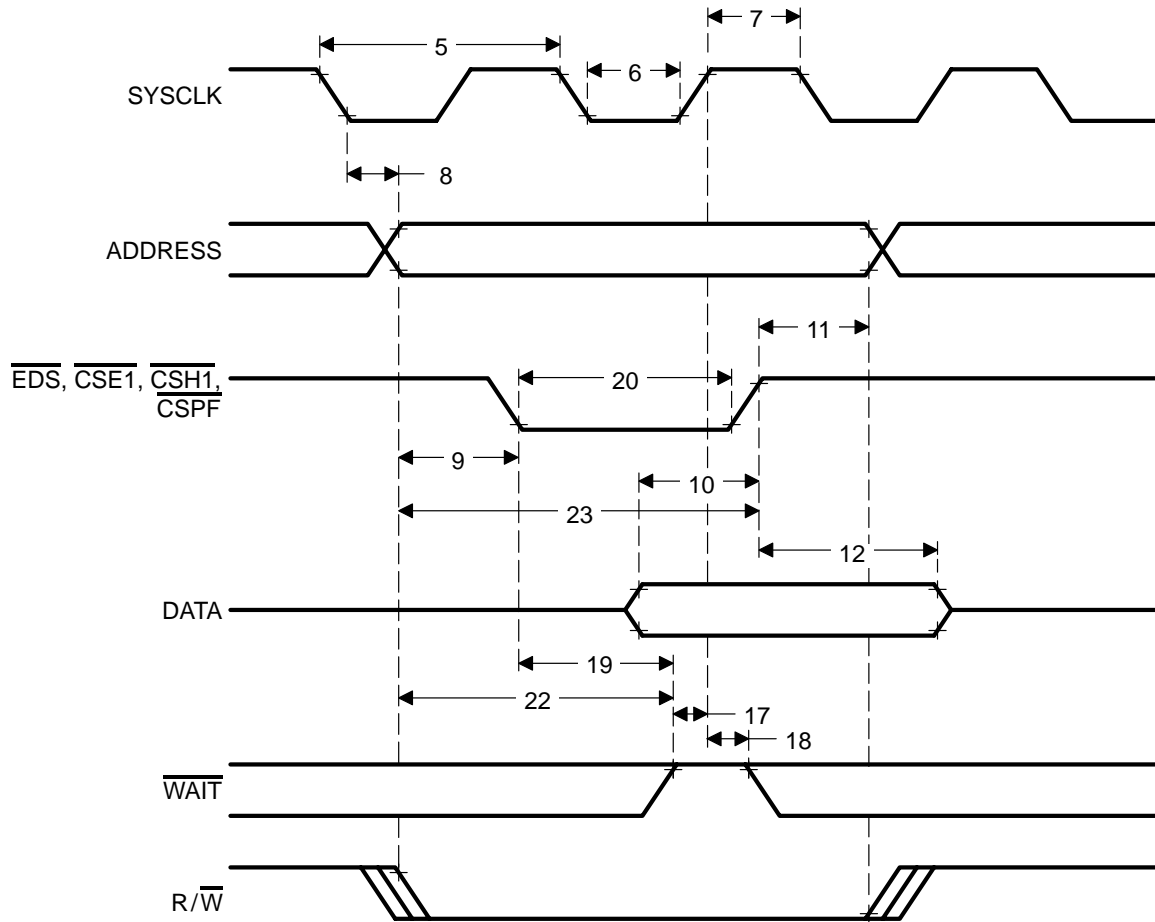 7
5
6
SYSCLK
8
ADDRESS
11
EDS, CSE1, CSH1,
20
CSPF
9
10
23
12
DATA
19
22
17
18
WAIT
R/W